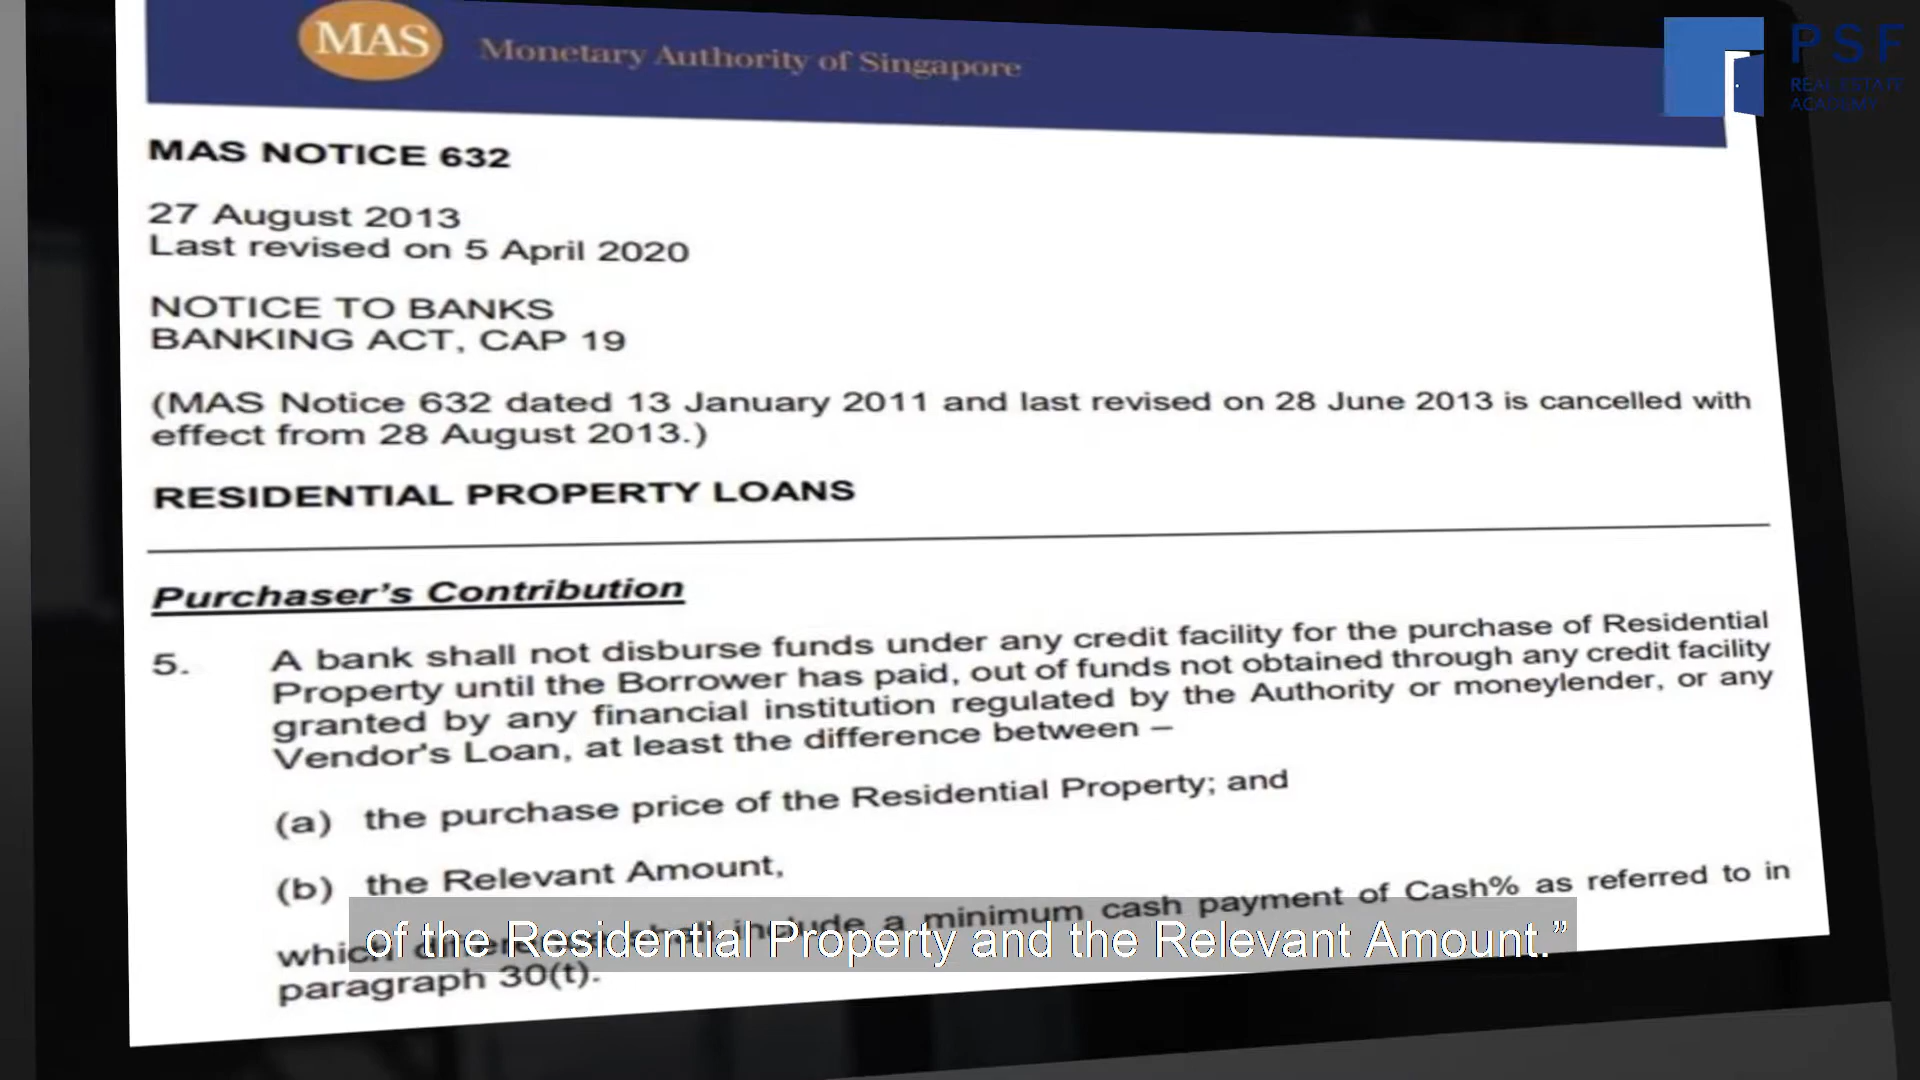 MAS
Monetary Authority of Singapore
PSF
REAL ESTATE
ACADEMY
MAS NOTICE 632
27 August 2013
Last revised on 5 April 2020
NOTICE TO BANKS
BANKING ACT, CAP 19
(MAS Notice 632 dated 13 January 2011 and last revised on 28 June 2013 is cancelled with
effect from 28 August 2013.)
RESIDENTIAL PROPERTY LOANS
Purchaser's Contribution
5. A bank shall not disburse funds under any credit facility for the purchase of Residential
Property until the Borrower has paid, out of funds not obtained through any credit facility
granted by any financial institution regulated by the Authority or moneylender, or any
Vendor's Loan, at least the difference between –
(a) the purchase price of the Residential Property; and
(b) the Relevant Amount,
which difference shall include a minimum cash payment of Cash% as referred to in
paragraph 30(t).
of the Residential Property and the Relevant Amount.”